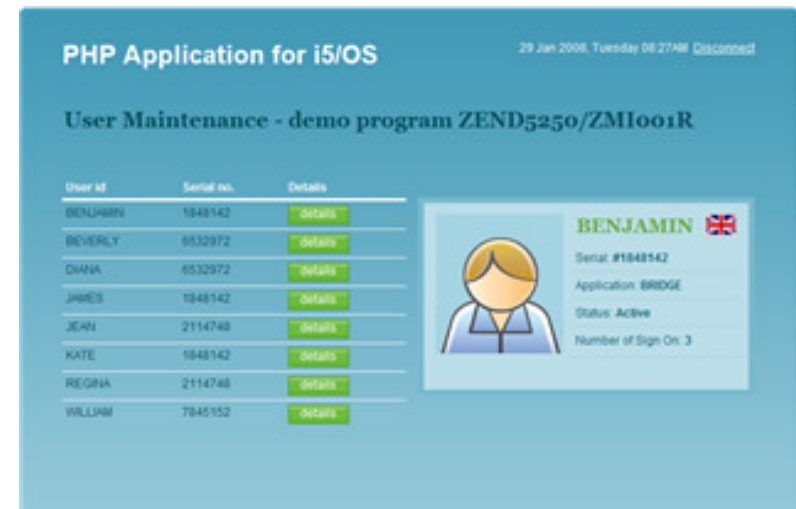 PHP Application for i5/OS
29 Jan 2008, Tuesday 08:27AM Disconnect
User Maintenance - demo program ZEND5250/ZMI001R
User id Serial no. Details
BENJAMIN 1848142 details
BEVERLY 6532972 details
DIANA 6532972 details
JAMES 1848142 details
JEAN 2114748 details
KATE 1848142 details
REGINA 2114748 details
WILLIAM 7845152 details
BENJAMIN
Serial: #1848142
Application: BRIDGE
Status: Active
Number of Sign On: 3